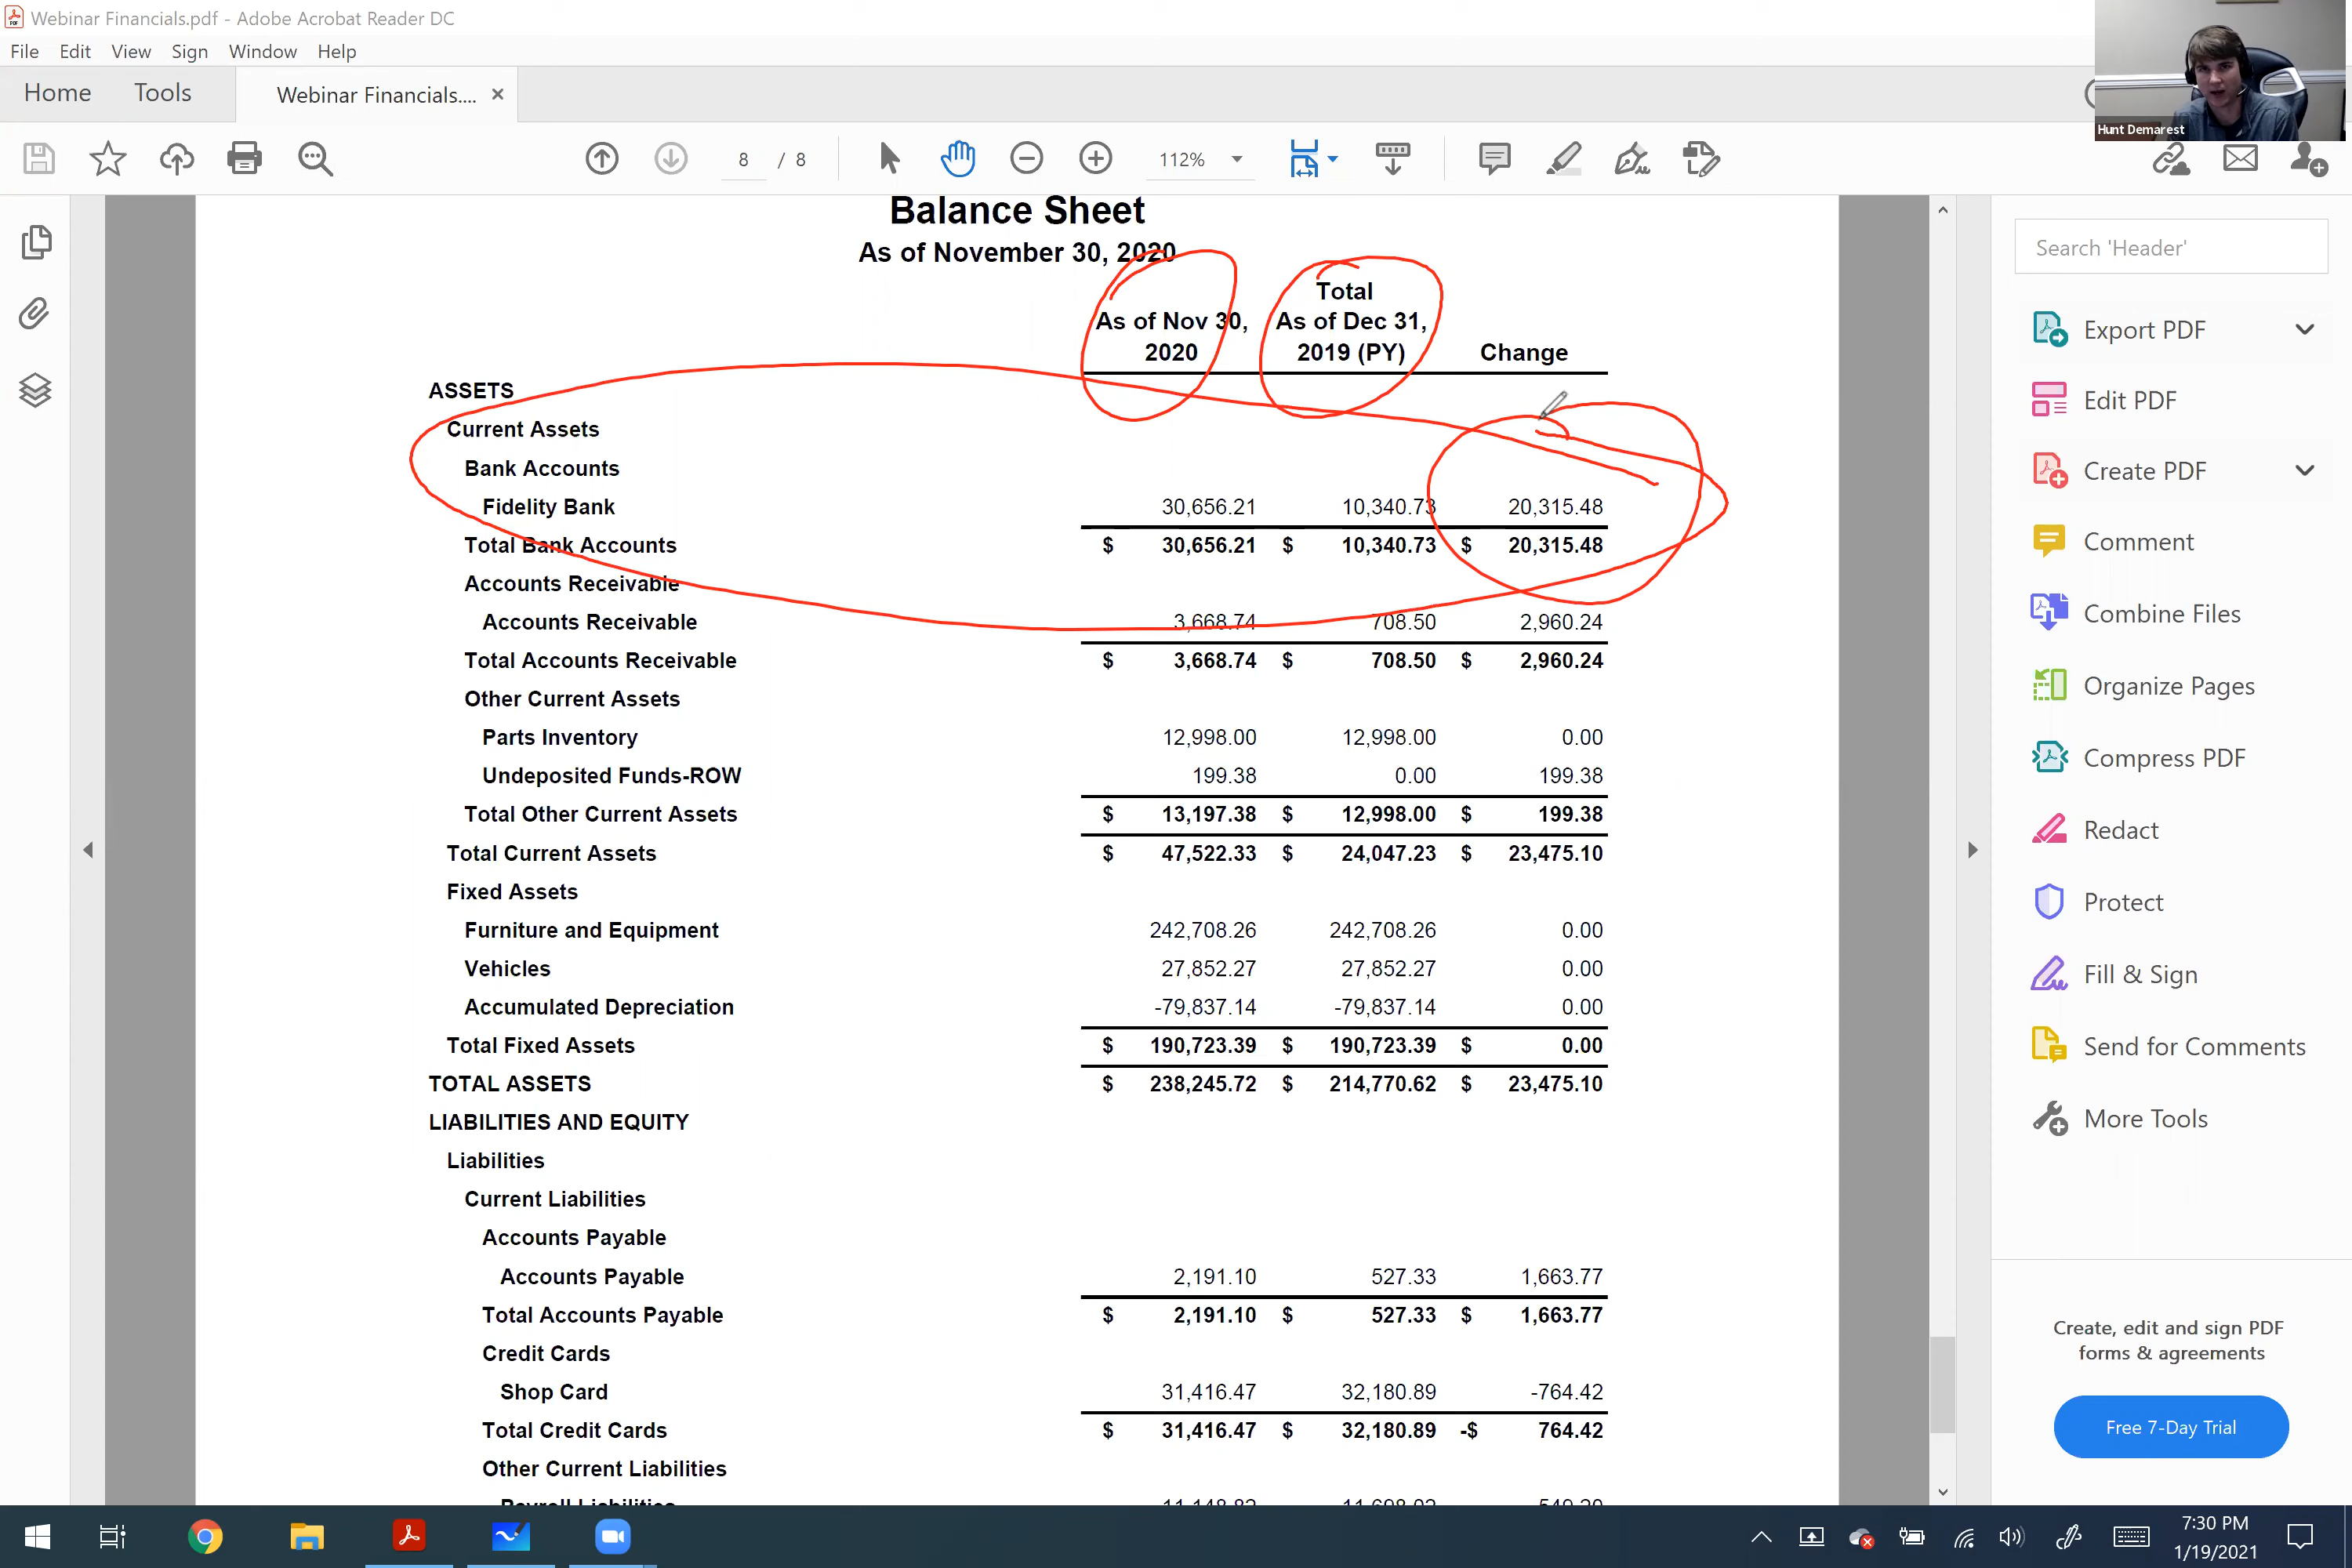 Webinar Financials.pdf - Adobe Acrobat Reader DC
File Edit View Sign Window Help
Home Tools Webinar Financials.... ×
8 / 8 112%
Hunt Demarest
Balance Sheet
As of November 30, 2020
Total
As of Nov 30, As of Dec 31,
2020 2019 (PY) Change
ASSETS
Current Assets
Bank Accounts
Fidelity Bank 30,656.21 10,340.73 20,315.48
Total Bank Accounts $ 30,656.21 $ 10,340.73 $ 20,315.48
Accounts Receivable
Accounts Receivable 3,668.74 708.50 2,960.24
Total Accounts Receivable $ 3,668.74 $ 708.50 $ 2,960.24
Other Current Assets
Parts Inventory 12,998.00 12,998.00 0.00
Undeposited Funds-ROW 199.38 0.00 199.38
Total Other Current Assets $ 13,197.38 $ 12,998.00 $ 199.38
Total Current Assets $ 47,522.33 $ 24,047.23 $ 23,475.10
Fixed Assets
Furniture and Equipment 242,708.26 242,708.26 0.00
Vehicles 27,852.27 27,852.27 0.00
Accumulated Depreciation -79,837.14 -79,837.14 0.00
Total Fixed Assets $ 190,723.39 $ 190,723.39 $ 0.00
TOTAL ASSETS $ 238,245.72 $ 214,770.62 $ 23,475.10
LIABILITIES AND EQUITY
Liabilities
Current Liabilities
Accounts Payable
Accounts Payable 2,191.10 527.33 1,663.77
Total Accounts Payable $ 2,191.10 $ 527.33 $ 1,663.77
Credit Cards
Shop Card 31,416.47 32,180.89 -764.42
Total Credit Cards $ 31,416.47 $ 32,180.89 -$ 764.42
Other Current Liabilities
Payroll Liabilities
Search 'Header'
Export PDF
Edit PDF
Create PDF
Comment
Combine Files
Organize Pages
Compress PDF
Redact
Protect
Fill & Sign
Send for Comments
More Tools
Create, edit and sign PDF
forms & agreements
Free 7-Day Trial
7:30 PM
1/19/2021